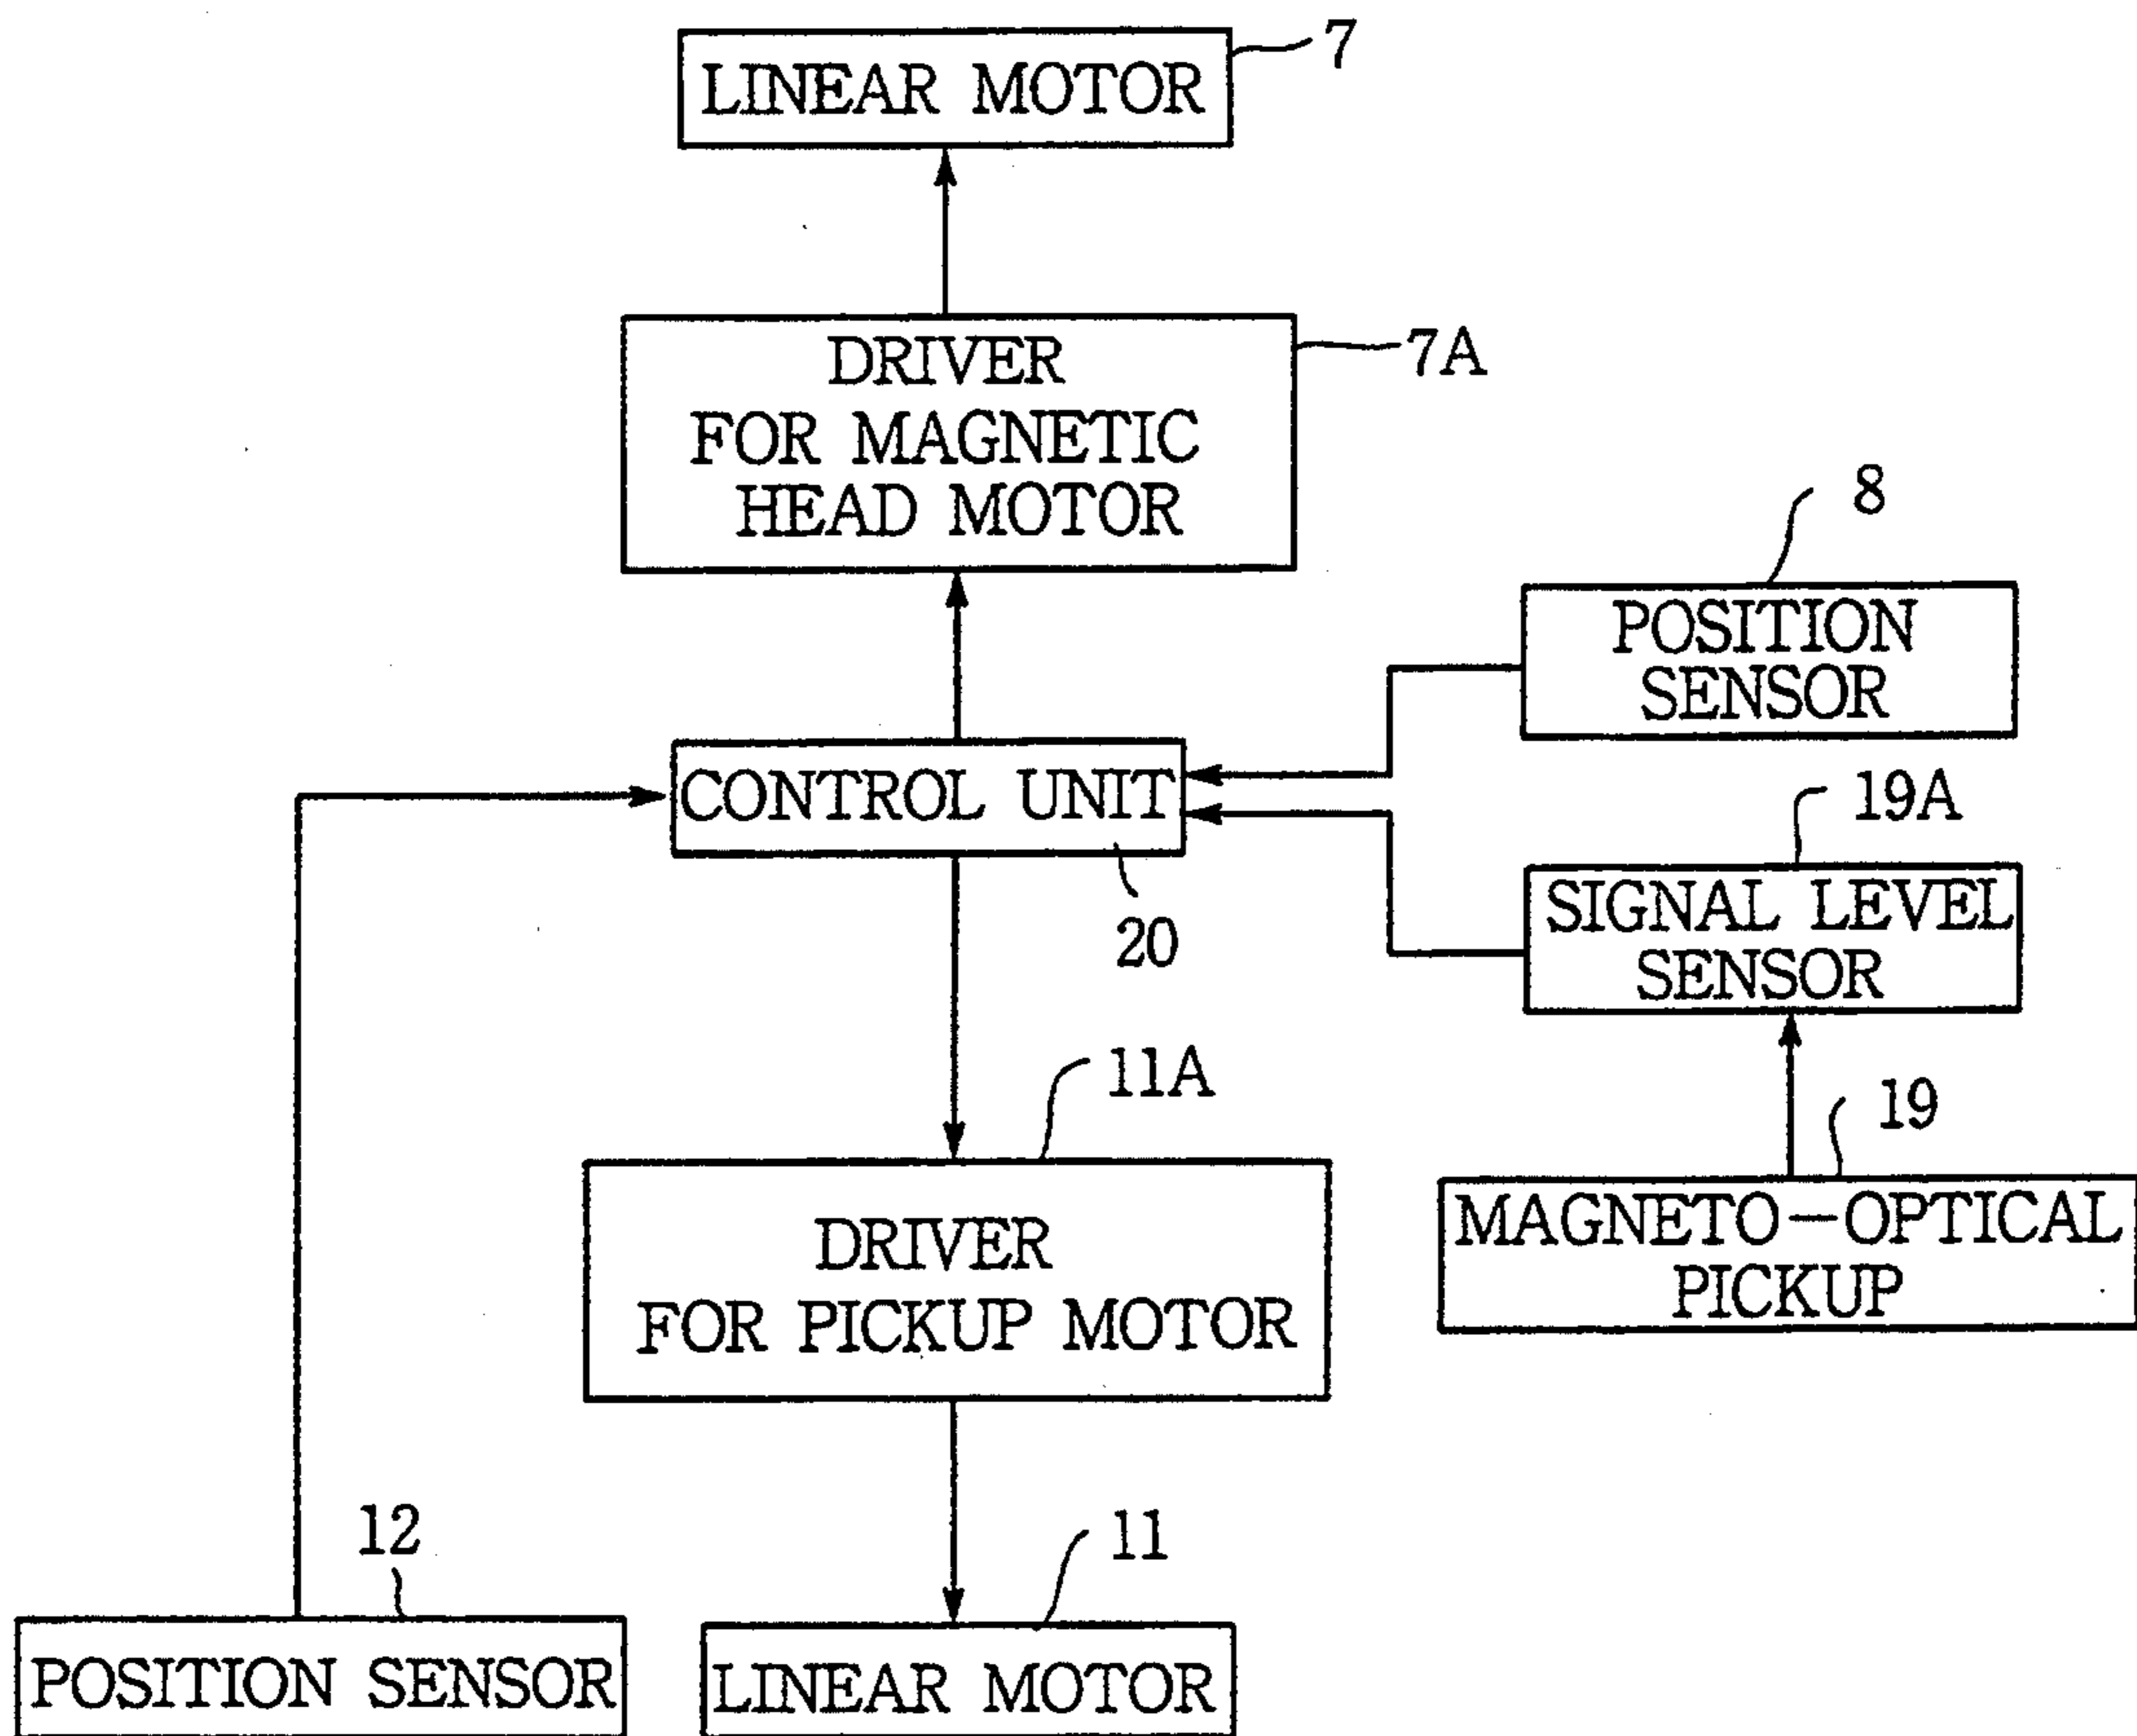 7
LINEAR MOTOR
7A
DRIVER
FOR MAGNETIC
HEAD MOTOR
8
POSITION
SENSOR
CONTROL UNIT
20
19A
SIGNAL LEVEL
SENSOR
11A
DRIVER
FOR PICKUP MOTOR
19
MAGNETO-OPTICAL
PICKUP
12
POSITION SENSOR
11
LINEAR MOTOR